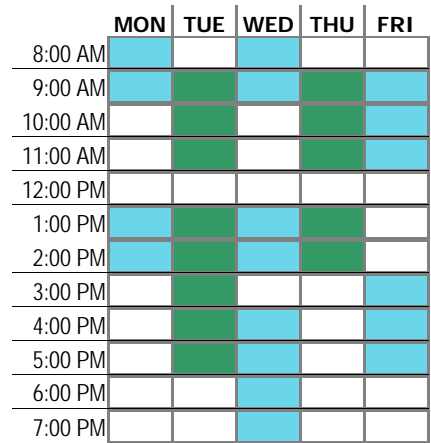 MON TUE WED THU FRI
8:00 AM
9:00 AM
10:00 AM
11:00 AM
12:00 PM
1:00 PM
2:00 PM
3:00 PM
4:00 PM
5:00 PM
6:00 PM
7:00 PM